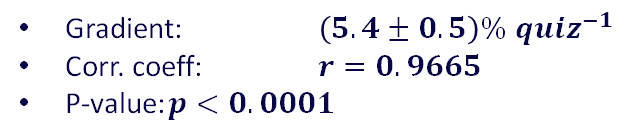 • Gradient: (5.4 ± 0.5)% quiz⁻¹
• Corr. coeff: r = 0.9665
• P-value: p < 0.0001